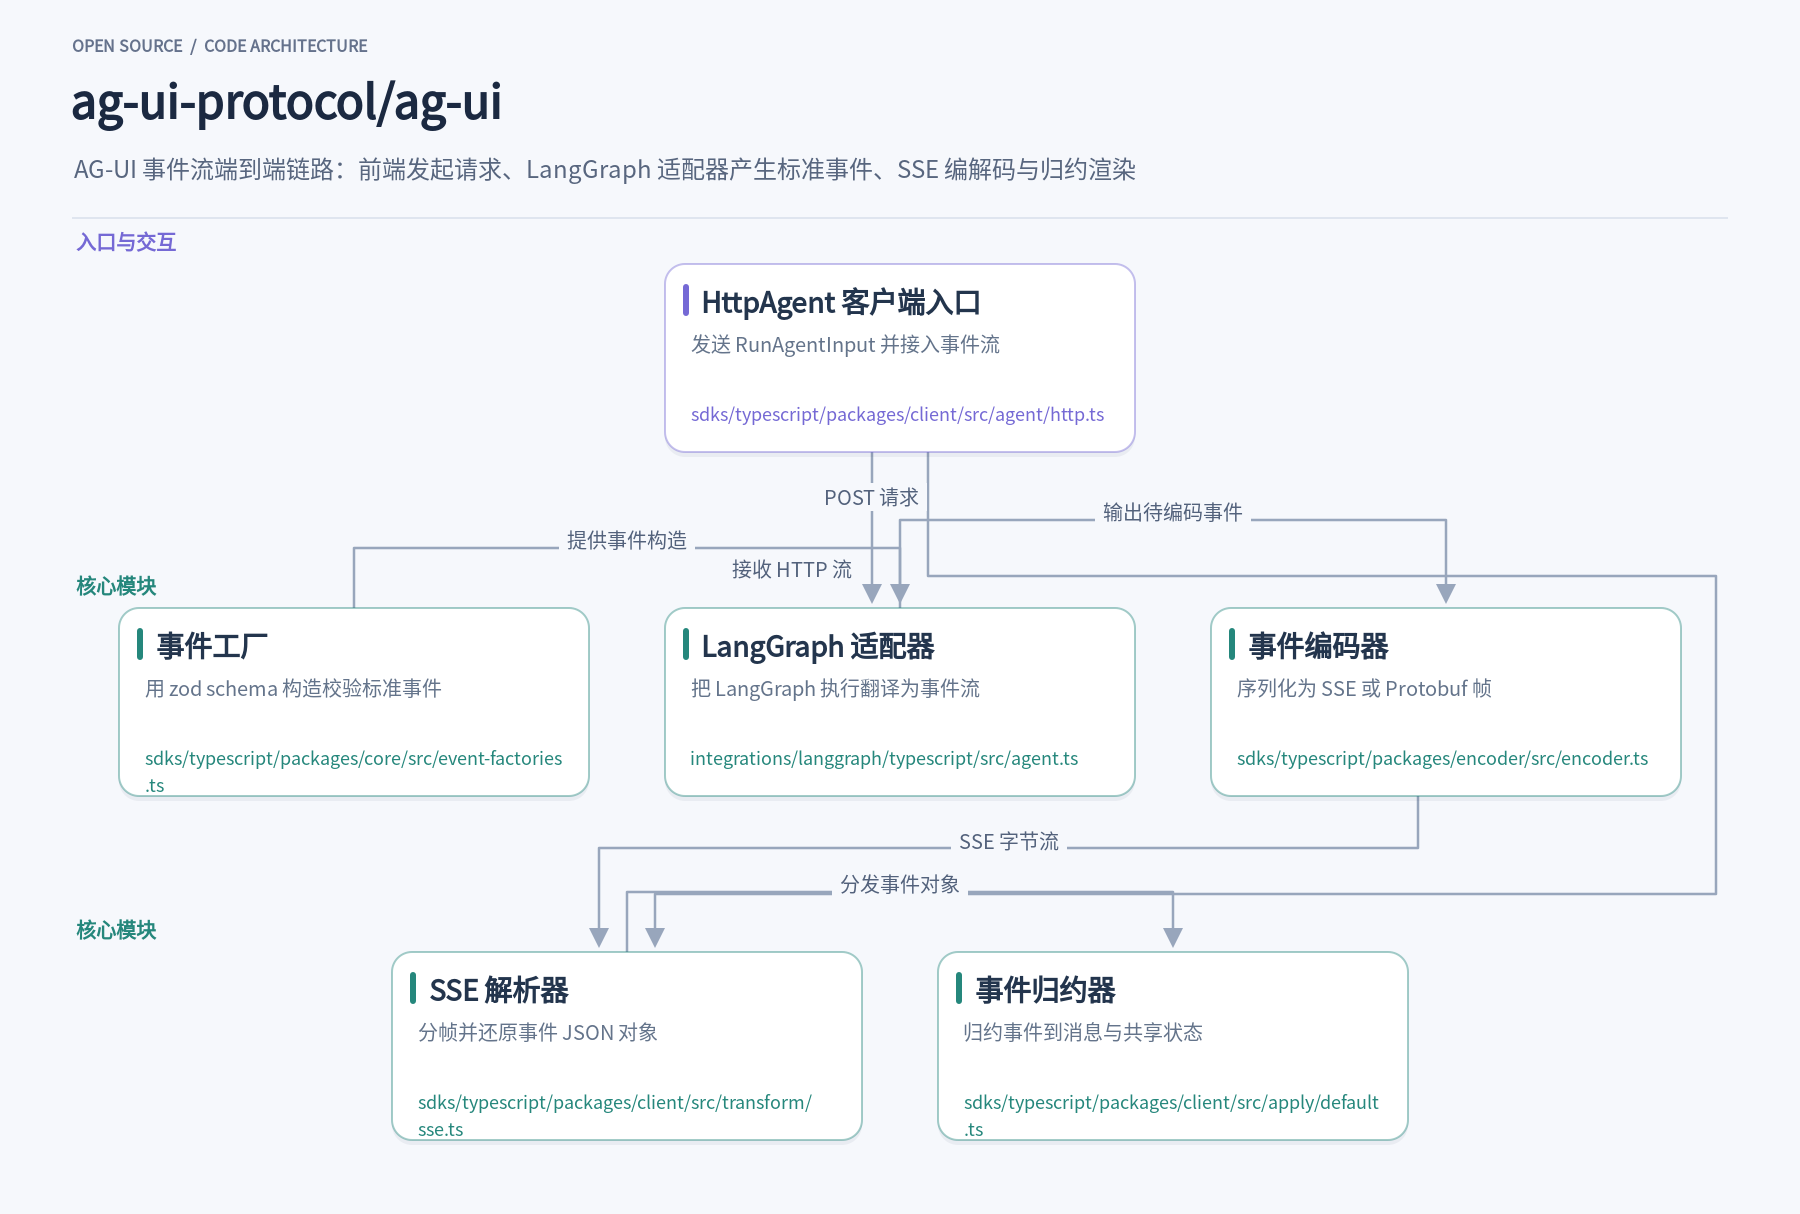 OPEN SOURCE / CODE ARCHITECTURE
ag-ui-protocol/ag-ui
AG-UI 事件流端到端链路：前端发起请求、LangGraph 适配器产生标准事件、SSE 编解码与归约渲染
入口与交互
HttpAgent 客户端入口
发送 RunAgentInput 并接入事件流
sdks/typescript/packages/client/src/agent/http.ts
POST 请求
输出待编码事件
提供事件构造
接收 HTTP 流
核心模块
事件工厂
用 zod schema 构造校验标准事件
sdks/typescript/packages/core/src/event-factories
.ts
LangGraph 适配器
把 LangGraph 执行翻译为事件流
integrations/langgraph/typescript/src/agent.ts
事件编码器
序列化为 SSE 或 Protobuf 帧
sdks/typescript/packages/encoder/src/encoder.ts
SSE 字节流
分发事件对象
核心模块
SSE 解析器
分帧并还原事件 JSON 对象
sdks/typescript/packages/client/src/transform/
sse.ts
事件归约器
归约事件到消息与共享状态
sdks/typescript/packages/client/src/apply/default
.ts